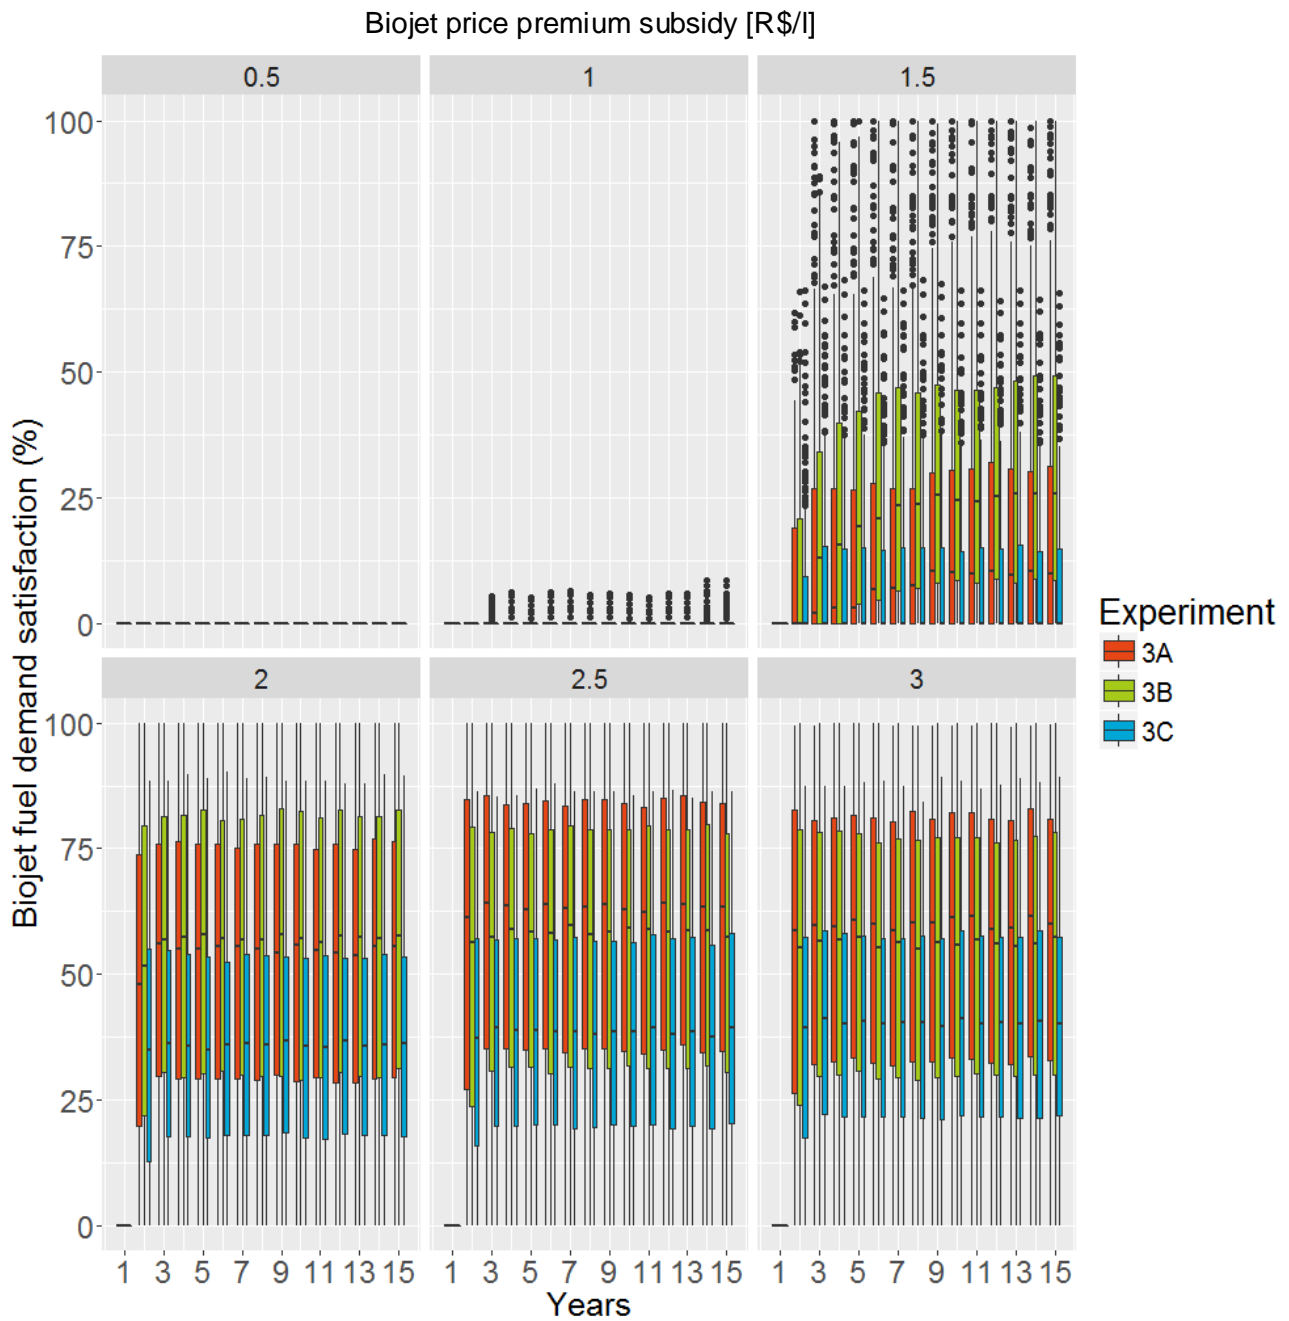 Biojet price premium subsidy [R$/l]
0.5 1 1.5
100
75
50
25
0
2 2.5 3
100
75
50
25
0
1 3 5 7 9 11 13 15 1 3 5 7 9 11 13 15 1 3 5 7 9 11 13 15
Years
Biojet fuel demand satisfaction (%)
Experiment
3A
3B
3C